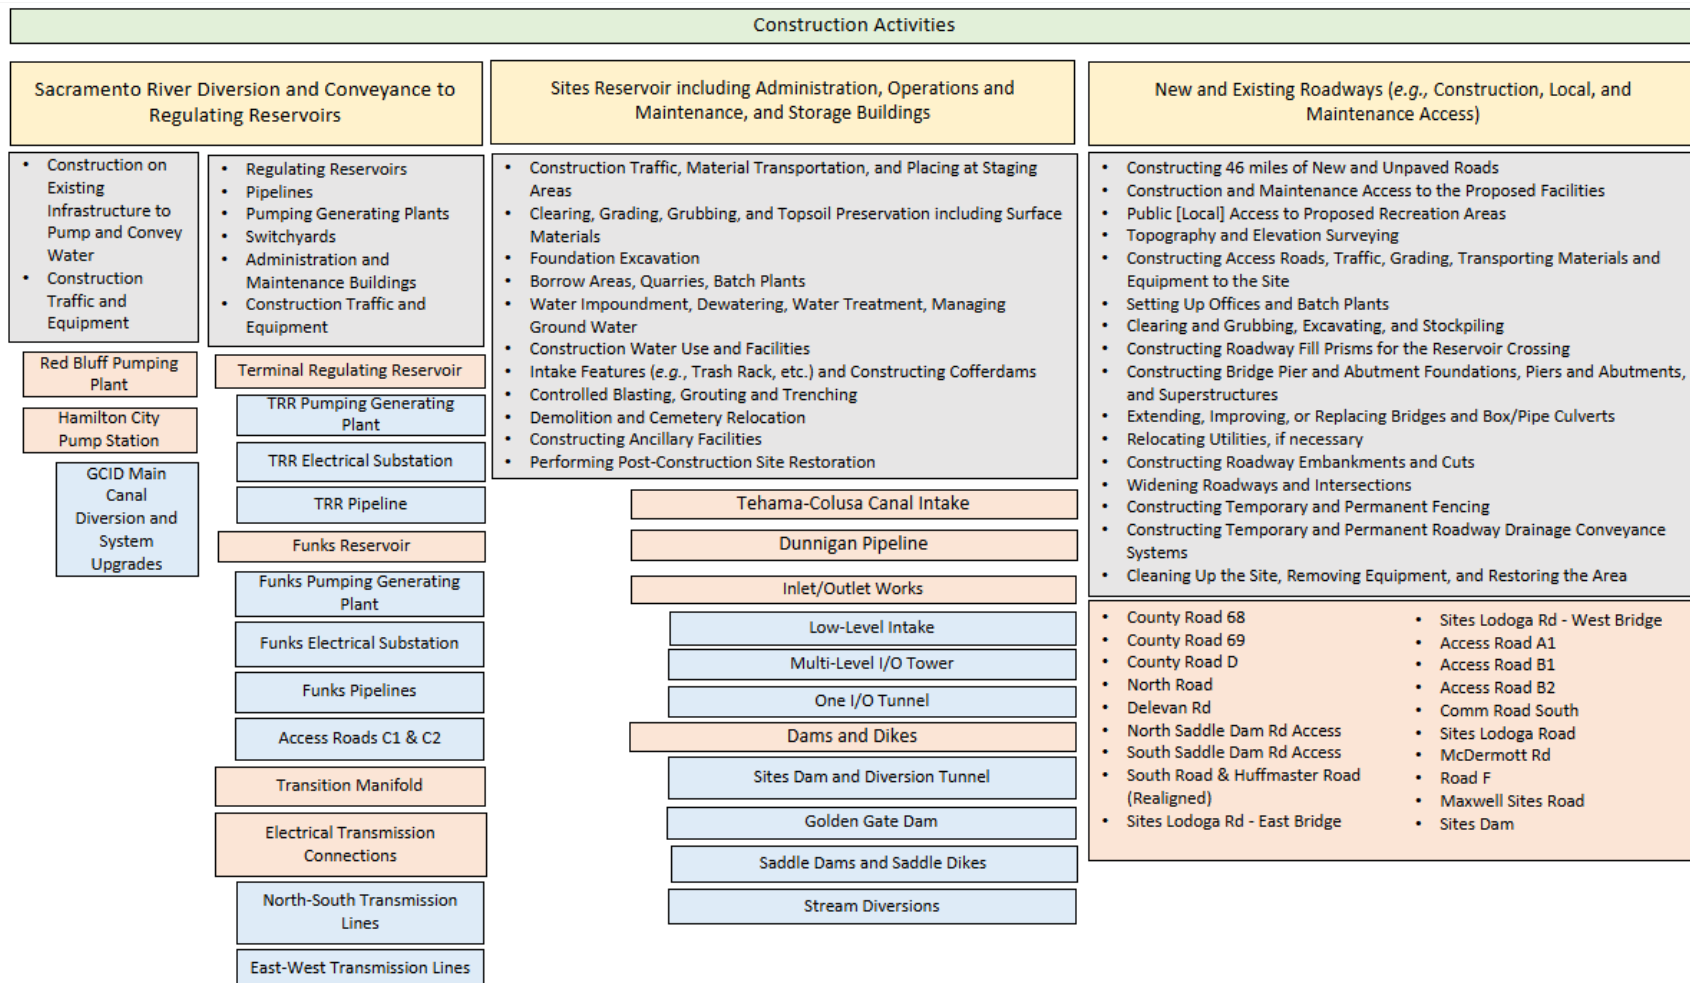 Construction Activities
Sacramento River Diversion and Conveyance to
Regulating Reservoirs
• Construction on
Existing
Infrastructure to
Pump and Convey
Water
• Construction
Traffic and
Equipment
Red Bluff Pumping
Plant
Hamilton City
Pump Station
GCID Main
Canal
Diversion and
System
Upgrades
• Regulating Reservoirs
• Pipelines
• Pumping Generating Plants
• Switchyards
• Administration and
Maintenance Buildings
• Construction Traffic and
Equipment
Terminal Regulating Reservoir
TRR Pumping Generating
Plant
TRR Electrical Substation
TRR Pipeline
Funks Reservoir
Funks Pumping Generating
Plant
Funks Electrical Substation
Funks Pipelines
Access Roads C1 & C2
Transition Manifold
Electrical Transmission
Connections
North-South Transmission
Lines
East-West Transmission Lines
Sites Reservoir including Administration, Operations and
Maintenance, and Storage Buildings
• Construction Traffic, Material Transportation, and Placing at Staging
Areas
• Clearing, Grading, Grubbing, and Topsoil Preservation including Surface
Materials
• Foundation Excavation
• Borrow Areas, Quarries, Batch Plants
• Water Impoundment, Dewatering, Water Treatment, Managing
Ground Water
• Construction Water Use and Facilities
• Intake Features (e.g., Trash Rack, etc.) and Constructing Cofferdams
• Controlled Blasting, Grouting and Trenching
• Demolition and Cemetery Relocation
• Constructing Ancillary Facilities
• Performing Post-Construction Site Restoration
Tehama-Colusa Canal Intake
Dunnigan Pipeline
Inlet/Outlet Works
Low-Level Intake
Multi-Level I/O Tower
One I/O Tunnel
Dams and Dikes
Sites Dam and Diversion Tunnel
Golden Gate Dam
Saddle Dams and Saddle Dikes
Stream Diversions
New and Existing Roadways (e.g., Construction, Local, and
Maintenance Access)
• Constructing 46 miles of New and Unpaved Roads
• Construction and Maintenance Access to the Proposed Facilities
• Public [Local] Access to Proposed Recreation Areas
• Topography and Elevation Surveying
• Constructing Access Roads, Traffic, Grading, Transporting Materials and
Equipment to the Site
• Setting Up Offices and Batch Plants
• Clearing and Grubbing, Excavating, and Stockpiling
• Constructing Roadway Fill Prisms for the Reservoir Crossing
• Constructing Bridge Pier and Abutment Foundations, Piers and Abutments,
and Superstructures
• Extending, Improving, or Replacing Bridges and Box/Pipe Culverts
• Relocating Utilities, if necessary
• Constructing Roadway Embankments and Cuts
• Widening Roadways and Intersections
• Constructing Temporary and Permanent Fencing
• Constructing Temporary and Permanent Roadway Drainage Conveyance
Systems
• Cleaning Up the Site, Removing Equipment, and Restoring the Area
• County Road 68
• County Road 69
• County Road D
• North Road
• Delevan Rd
• North Saddle Dam Rd Access
• South Saddle Dam Rd Access
• South Road & Huffmaster Road
(Realigned)
• Sites Lodoga Rd - East Bridge
• Sites Lodoga Rd - West Bridge
• Access Road A1
• Access Road B1
• Access Road B2
• Comm Road South
• Sites Lodoga Road
• McDermott Rd
• Road F
• Maxwell Sites Road
• Sites Dam